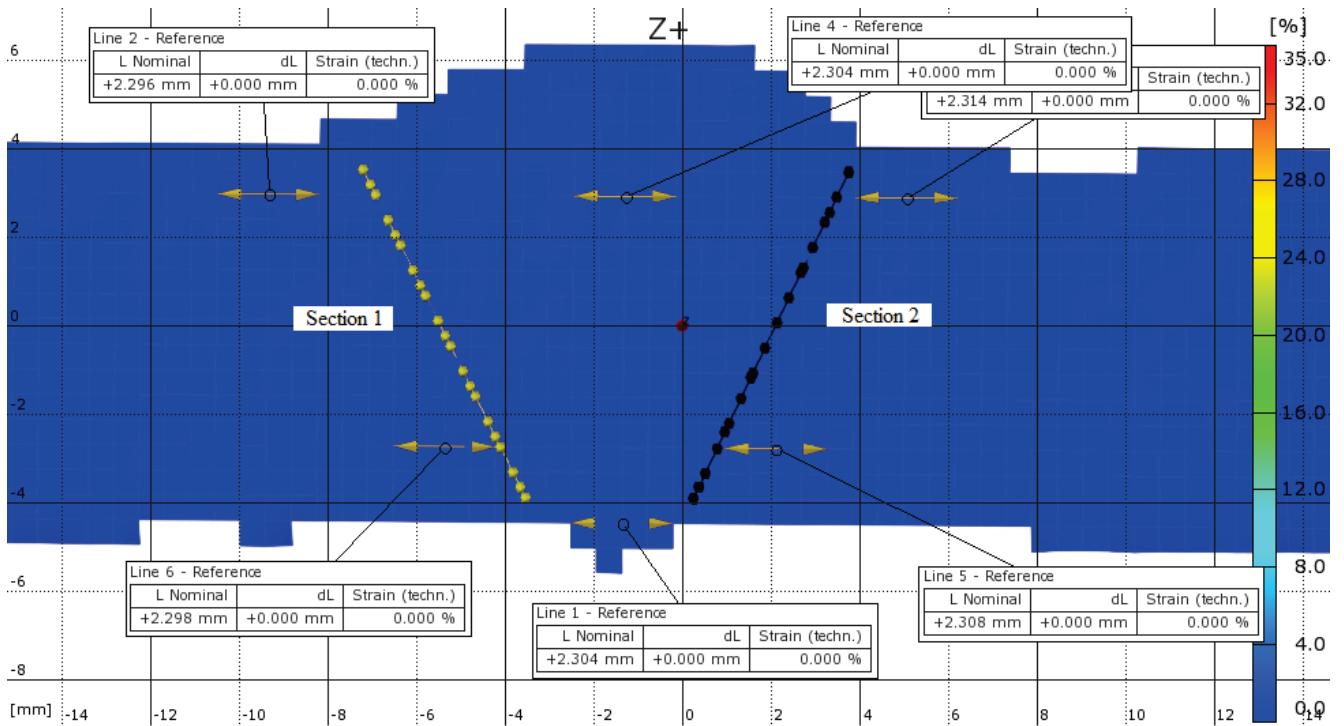 Z+
[%]
Line 2 - Reference
L Nominal dL Strain (techn.)
+2.296 mm +0.000 mm 0.000 %
Line 4 - Reference
L Nominal dL Strain (techn.)
+2.304 mm +0.000 mm 0.000 %
Strain (techn.)
+2.314 mm +0.000 mm 0.000 %
6
4
2
0
-2
-4
-6
-8
Section 1
Section 2
Line 6 - Reference
L Nominal dL Strain (techn.)
+2.298 mm +0.000 mm 0.000 %
Line 1 - Reference
L Nominal dL Strain (techn.)
+2.304 mm +0.000 mm 0.000 %
Line 5 - Reference
L Nominal dL Strain (techn.)
+2.308 mm +0.000 mm 0.000 %
35.0
32.0
28.0
24.0
20.0
16.0
12.0
8.0
4.0
0.0
[mm] -14 -12 -10 -8 -6 -4 -2 0 2 4 6 8 10 12 14